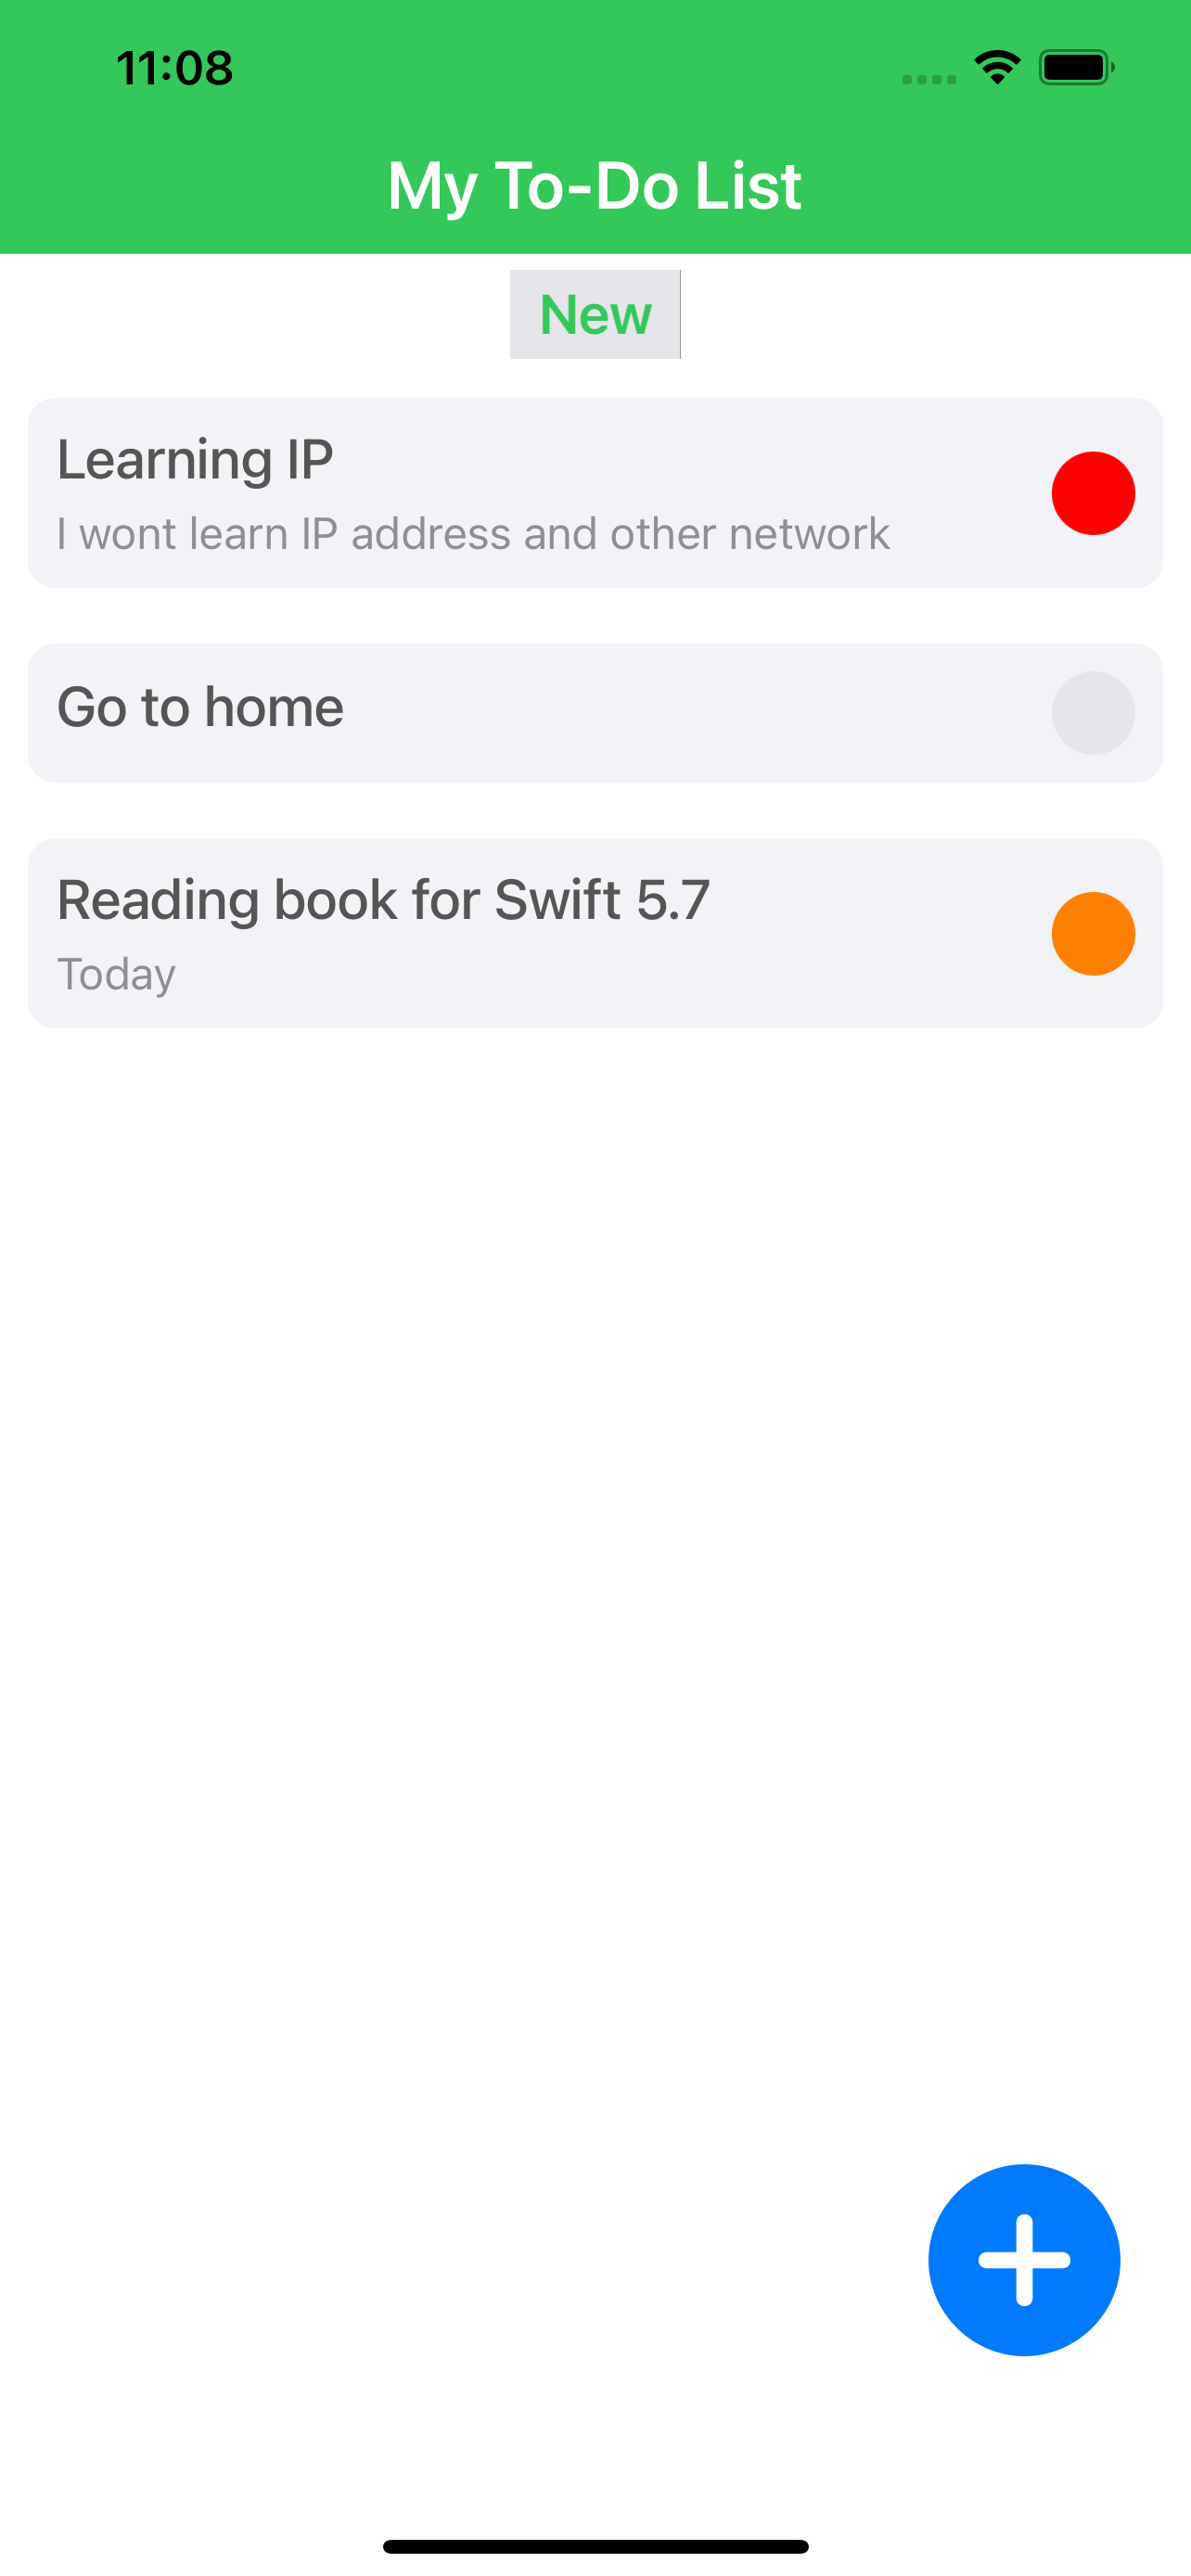 11:08
My To-Do List
New
Learning IP
I wont learn IP address and other network
Go to home
Reading book for Swift 5.7
Today